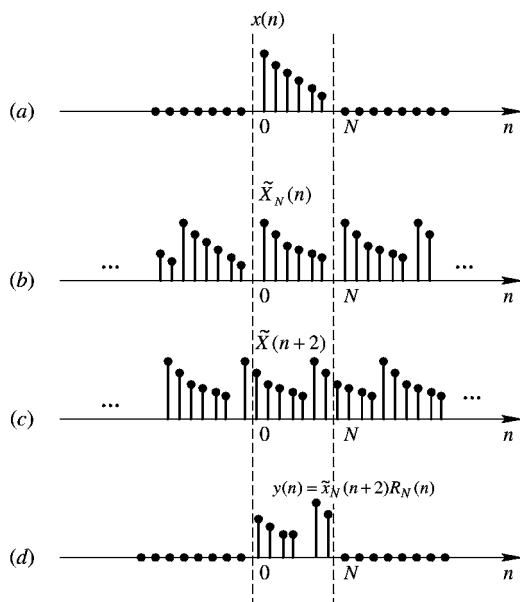 x(n)
(a)
0 N n
X̃_N(n)
... ...
(b)
0 N n
X̃(n+2)
... ...
(c)
0 N n
y(n)=x̃_N(n+2)R_N(n)
(d)
0 N n